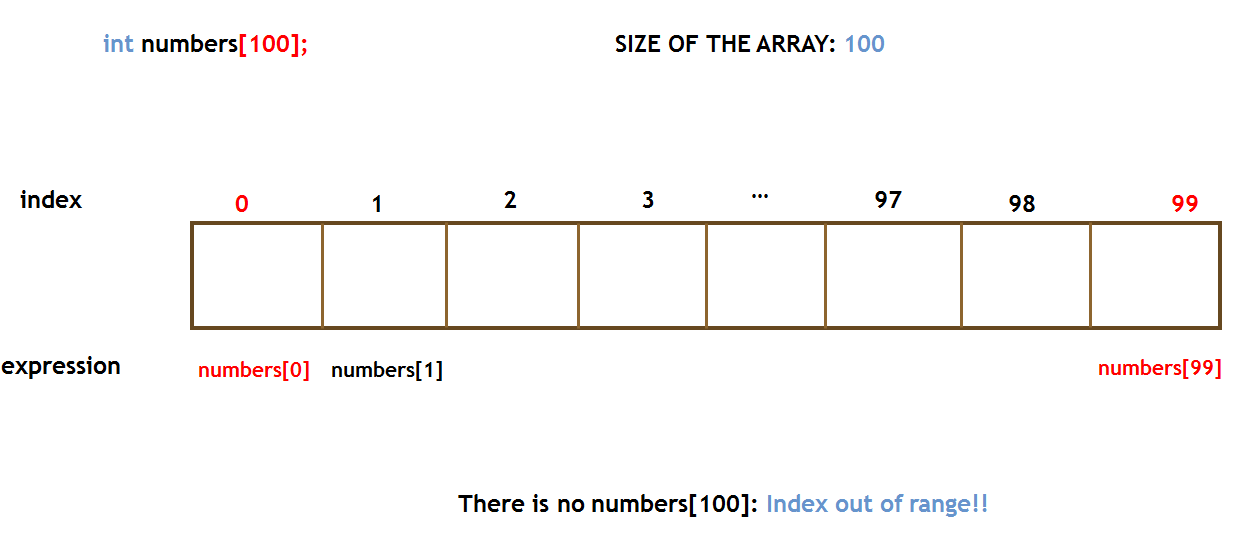 int numbers[100];
SIZE OF THE ARRAY: 100
index 0 1 2 3 ... 97 98 99
expression numbers[0] numbers[1] numbers[99]
There is no numbers[100]: Index out of range!!